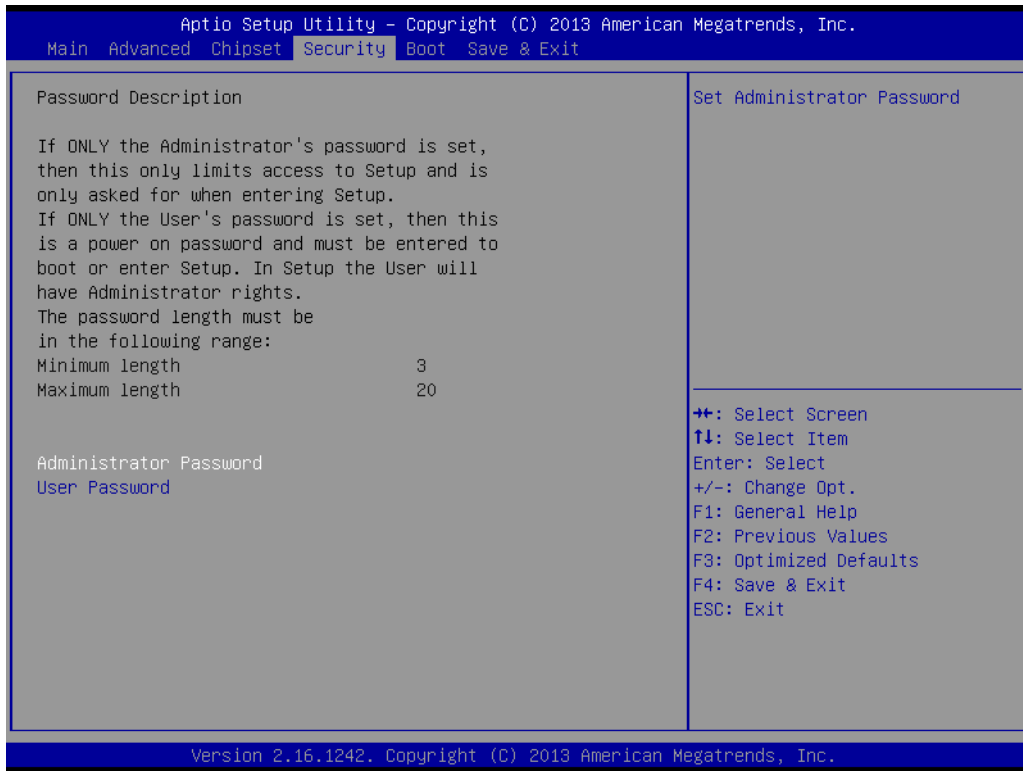 Aptio Setup Utility – Copyright (C) 2013 American Megatrends, Inc.
Main Advanced Chipset Security Boot Save & Exit
Password Description
If ONLY the Administrator's password is set,
then this only limits access to Setup and is
only asked for when entering Setup.
If ONLY the User's password is set, then this
is a power on password and must be entered to
boot or enter Setup. In Setup the User will
have Administrator rights.
The password length must be
in the following range:
Minimum length 3
Maximum length 20
Administrator Password
User Password
Set Administrator Password
→←: Select Screen
↑↓: Select Item
Enter: Select
+/-: Change Opt.
F1: General Help
F2: Previous Values
F3: Optimized Defaults
F4: Save & Exit
ESC: Exit
Version 2.16.1242. Copyright (C) 2013 American Megatrends, Inc.